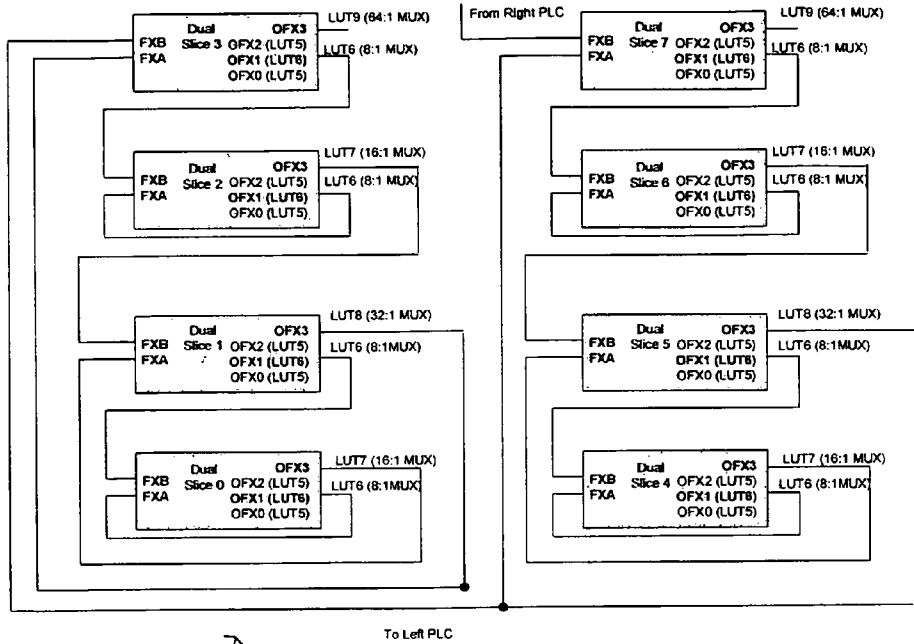 LUT9 (64:1 MUX)
Dual OFX3
FXB Slice 3 OFX2 (LUT5) LUT6 (8:1 MUX)
FXA OFX1 (LUT6)
OFX0 (LUT5)
From Right PLC
LUT9 (64:1 MUX)
Dual OFX3
FXB Slice 7 OFX2 (LUT5) LUT6 (8:1 MUX)
FXA OFX1 (LUT6)
OFX0 (LUT5)
LUT7 (16:1 MUX)
Dual OFX3
FXB Slice 2 OFX2 (LUT5) LUT6 (8:1 MUX)
FXA OFX1 (LUT6)
OFX0 (LUT5)
LUT7 (16:1 MUX)
Dual OFX3
FXB Slice 6 OFX2 (LUT5) LUT6 (8:1 MUX)
FXA OFX1 (LUT6)
OFX0 (LUT5)
LUT8 (32:1 MUX)
Dual OFX3
FXB Slice 1 OFX2 (LUT5) LUT6 (8:1MUX)
FXA OFX1 (LUT6)
OFX0 (LUT5)
LUT8 (32:1 MUX)
Dual OFX3
FXB Slice 5 OFX2 (LUT5) LUT6 (8:1MUX)
FXA OFX1 (LUT6)
OFX0 (LUT5)
LUT7 (16:1 MUX)
Dual OFX3
FXB Slice 0 OFX2 (LUT5) LUT6 (8:1MUX)
FXA OFX1 (LUT6)
OFX0 (LUT5)
LUT7 (16:1 MUX)
Dual OFX3
FXB Slice 4 OFX2 (LUT5) LUT6 (8:1MUX)
FXA OFX1 (LUT6)
OFX0 (LUT5)
To Left PLC